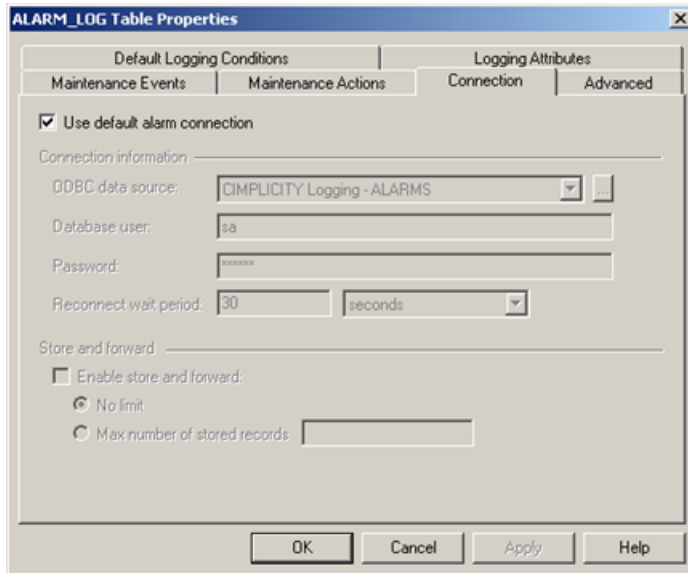 ALARM_LOG Table Properties
Default Logging Conditions Logging Attributes
Maintenance Events Maintenance Actions Connection Advanced
Use default alarm connection
Connection information
ODBC data source: CIMPLICITY Logging - ALARMS ...
Database user: sa
Password: ******
Reconnect wait period: 30 seconds
Store and forward
Enable store and forward:
No limit
Max number of stored records
OK Cancel Apply Help